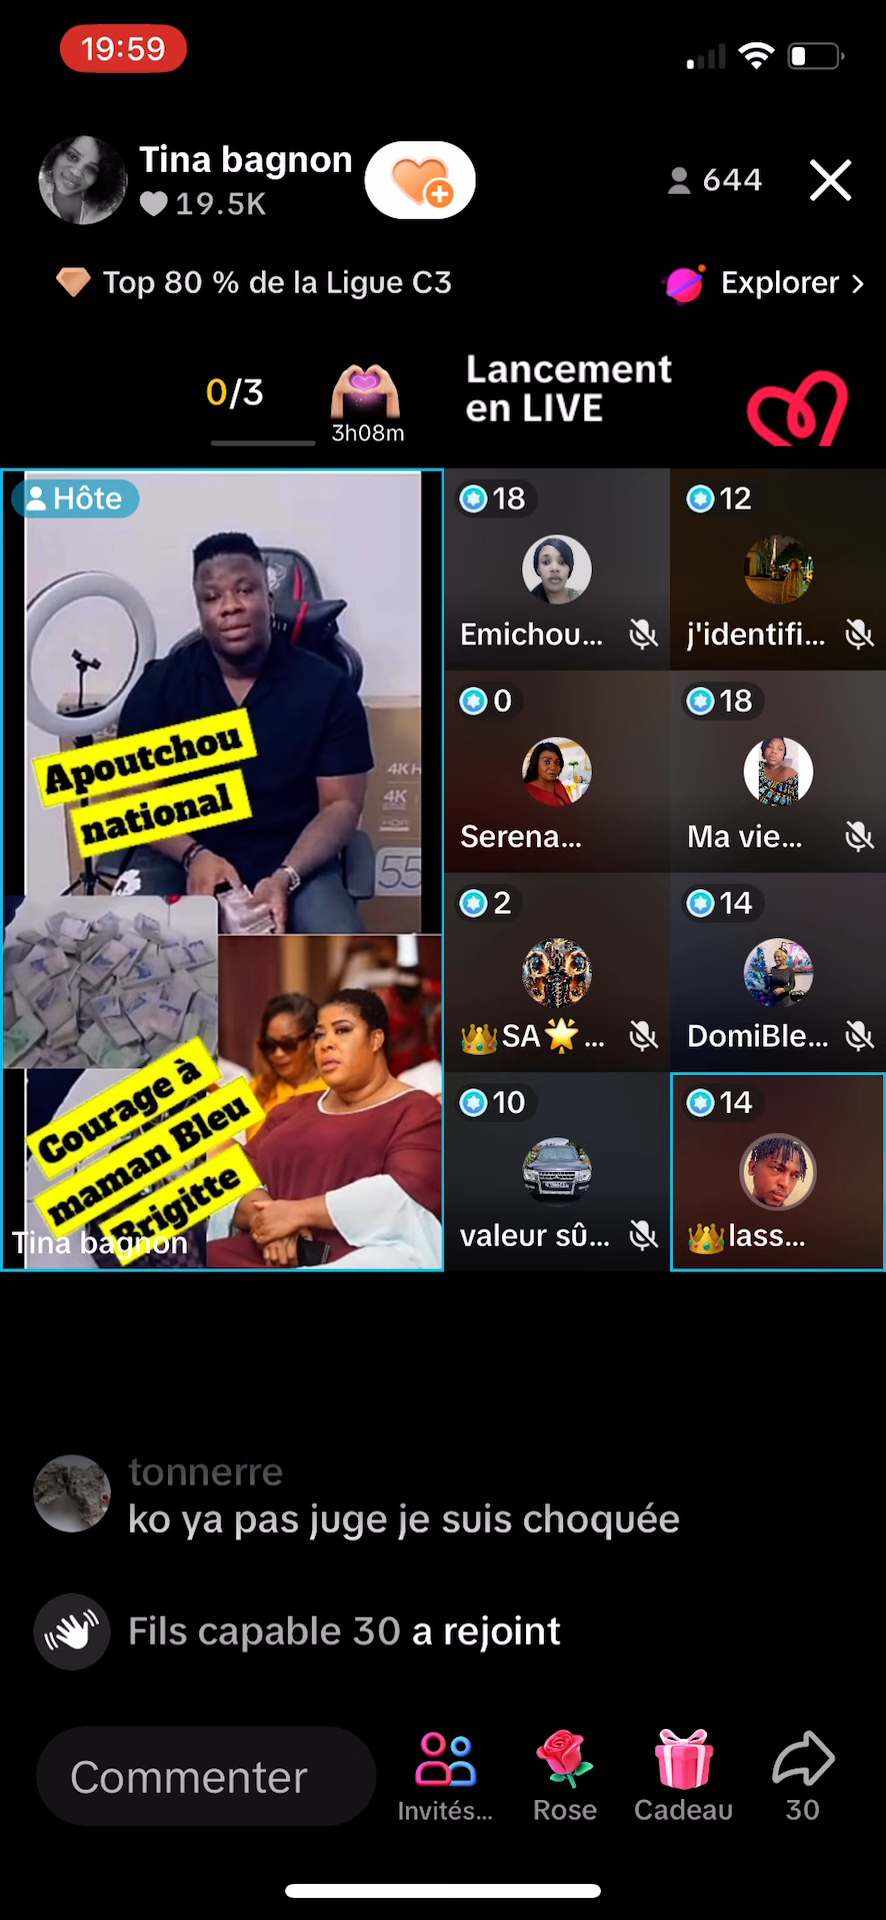 19:59
Tina bagnon
19.5K
644
Top 80 % de la Ligue C3
Explorer >
0/3
3h08m
Lancement
en LIVE
Hôte
Apoutchou
national
4K
55
Courage à
maman Bleu
Brigitte
Tina bagnon
18
Emichou...
12
j'identifi...
0
Serena...
18
Ma vie...
2
👑SA🌟...
14
DomiBle...
10
valeur sû...
14
👑lass...
tonnerre
ko ya pas juge je suis choquée
Fils capable 30 a rejoint
Commenter
Invités...
Rose
Cadeau
30